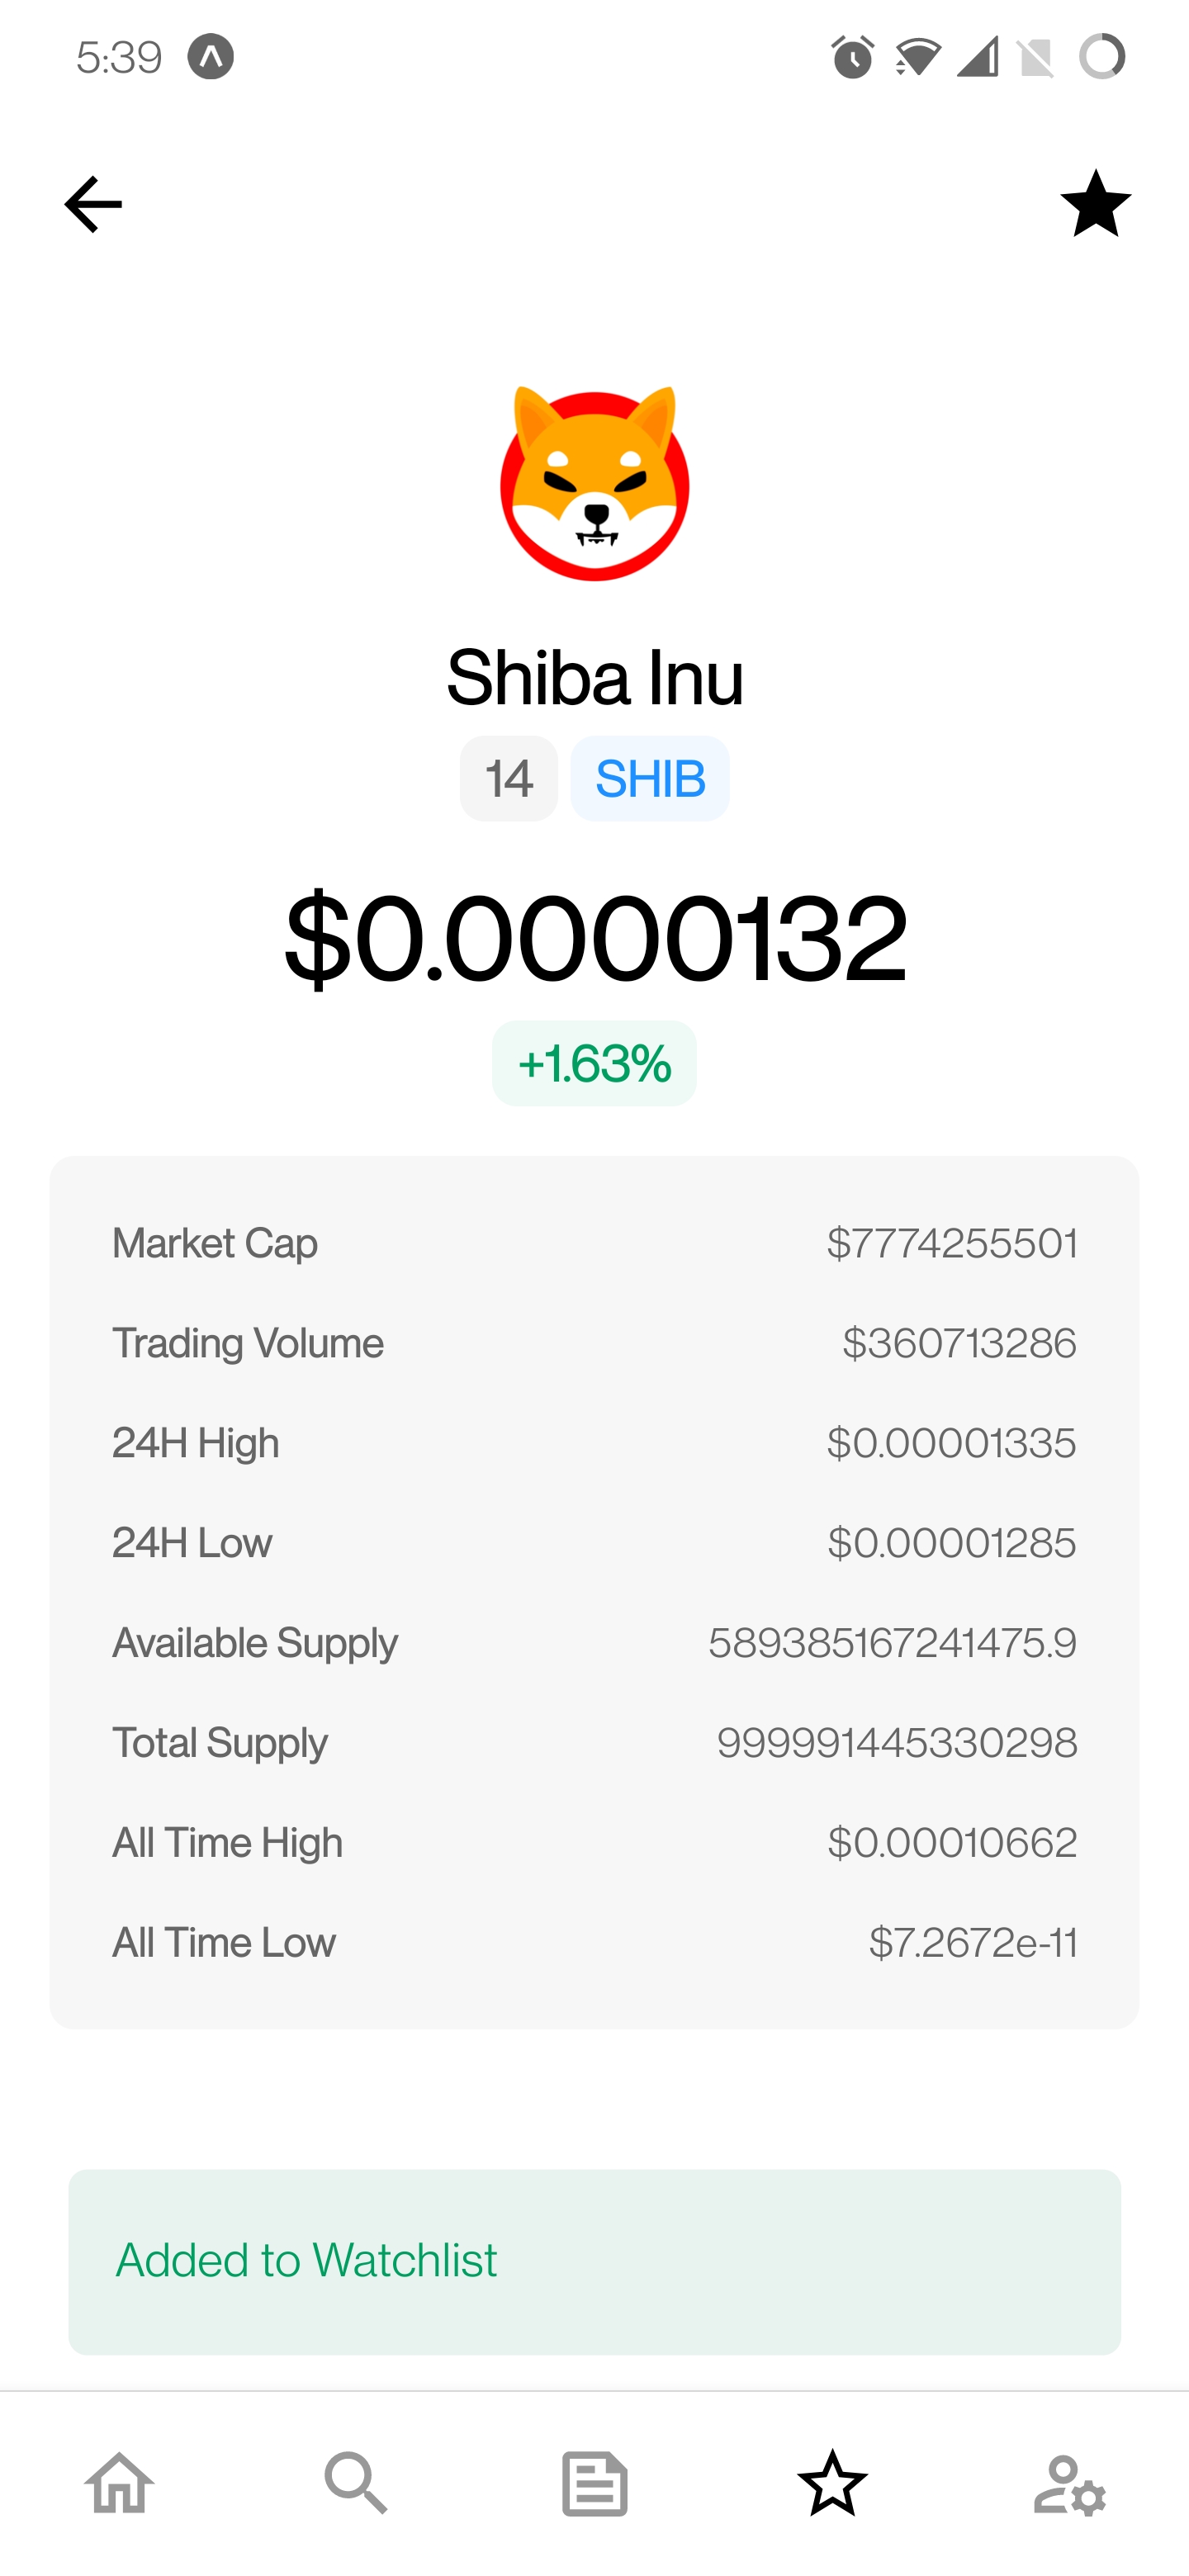 5:39
Shiba Inu
14 SHIB
$0.0000132
+1.63%
Market Cap $7774255501
Trading Volume $360713286
24H High $0.00001335
24H Low $0.00001285
Available Supply 589385167241475.9
Total Supply 999991445330298
All Time High $0.00010662
All Time Low $7.2672e-11
Added to Watchlist